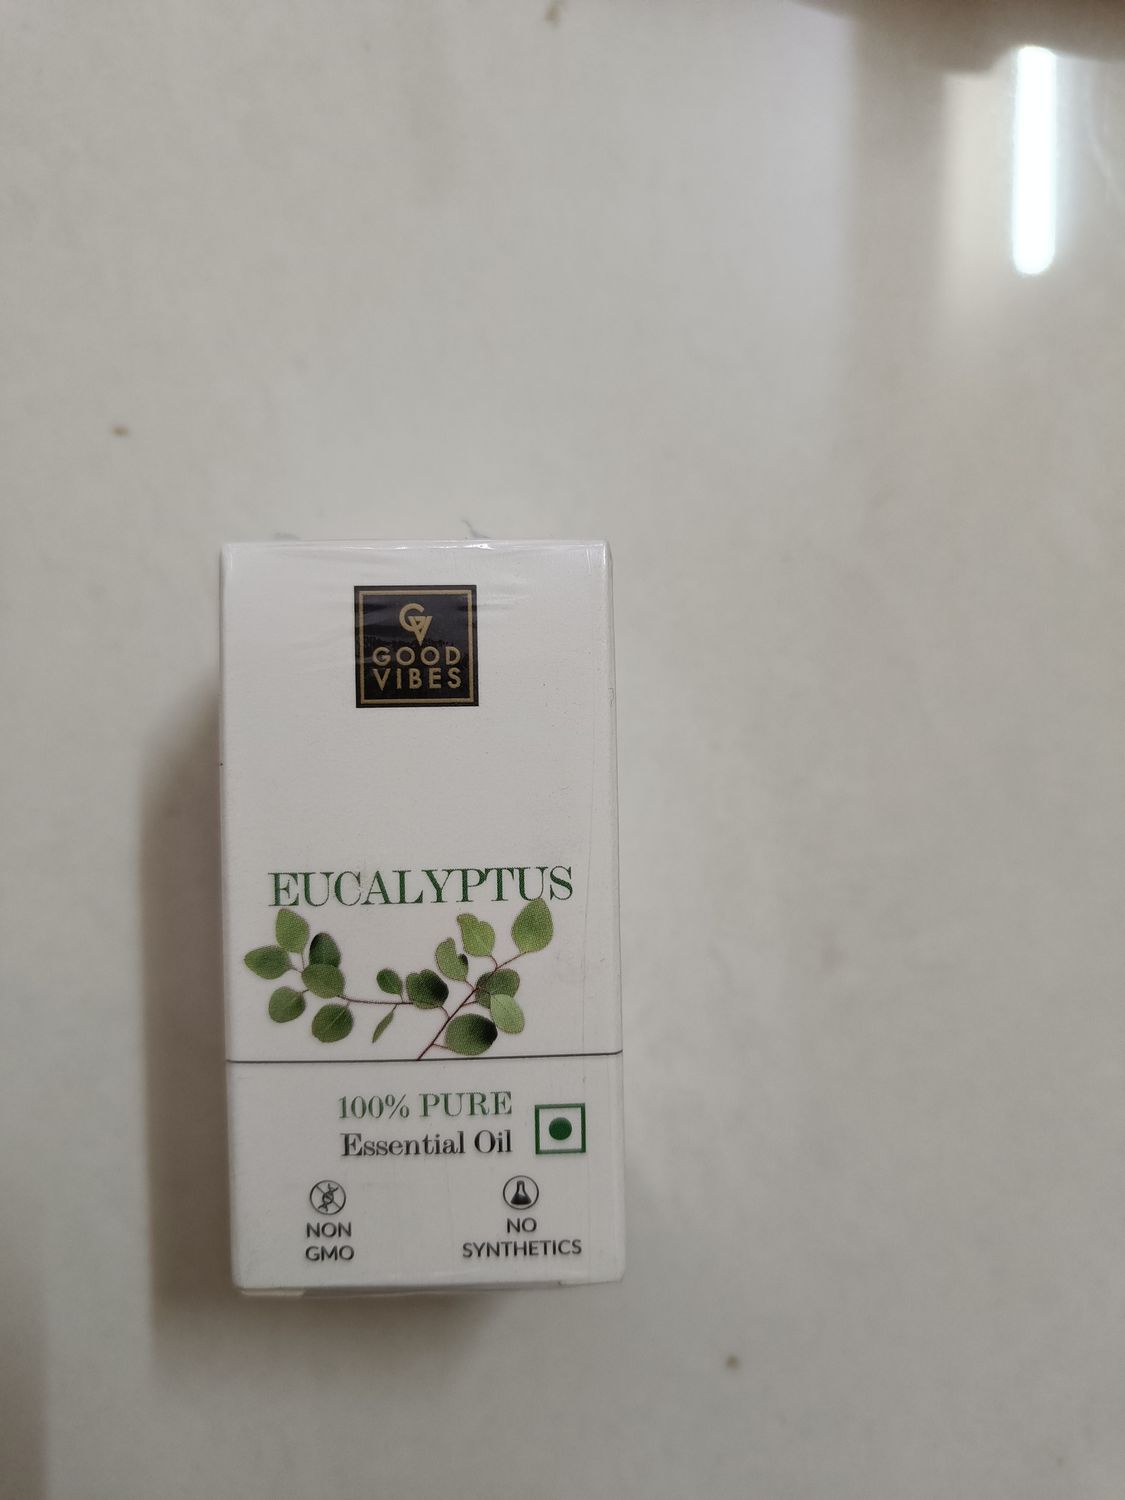 GV
GOOD
VIBES
EUCALYPTUS
100% PURE
Essential Oil
NON
GMO
NO
SYNTHETICS